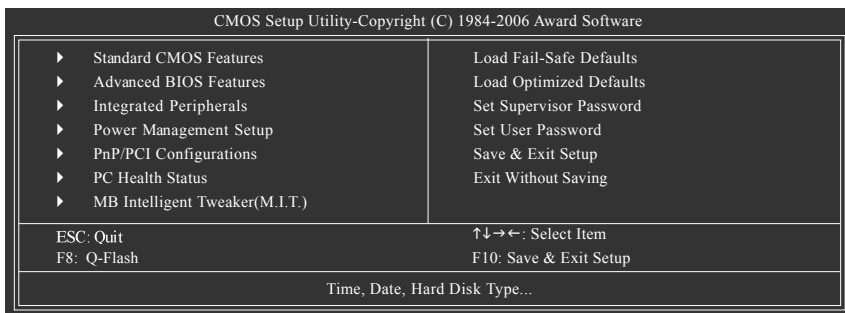 CMOS Setup Utility-Copyright (C) 1984-2006 Award Software
Standard CMOS Features
Advanced BIOS Features
Integrated Peripherals
Power Management Setup
PnP/PCI Configurations
PC Health Status
MB Intelligent Tweaker(M.I.T.)
Load Fail-Safe Defaults
Load Optimized Defaults
Set Supervisor Password
Set User Password
Save & Exit Setup
Exit Without Saving
ESC: Quit
F8: Q-Flash
↑↓→←: Select Item
F10: Save & Exit Setup
Time, Date, Hard Disk Type...